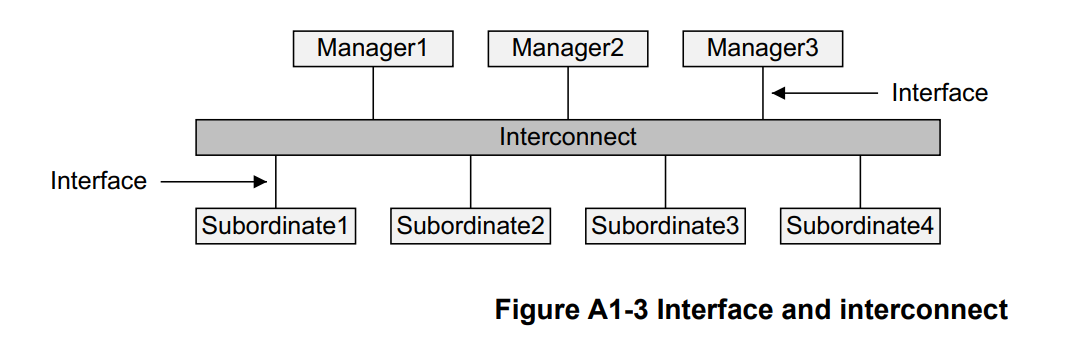 Manager1 Manager2 Manager3
Interface
Interconnect
Interface
Subordinate1 Subordinate2 Subordinate3 Subordinate4
Figure A1-3 Interface and interconnect